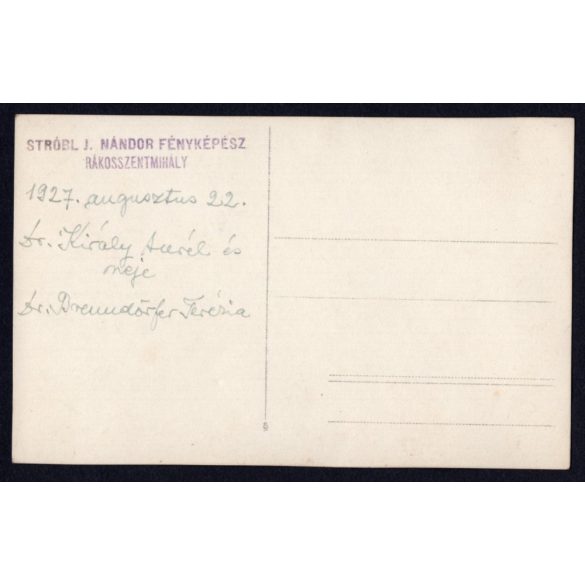 STRÓBL J. NÁNDOR FÉNYKÉPÉSZ
RÁKOSSZENTMIHÁLY
1927. augusztus 22.
Dr. Király Aurél és
neje
Dr. Drenndörfer Terézia